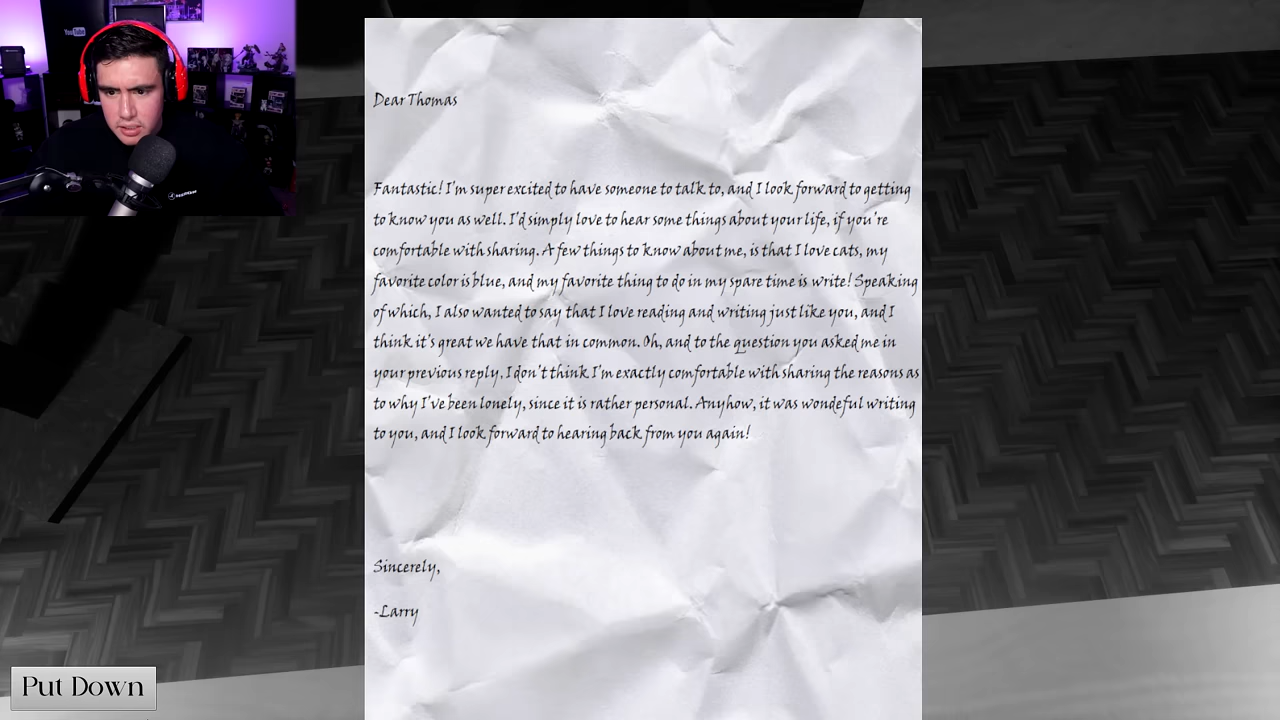 YouTube
Dear Thomas
Fantastic! I'm super excited to have someone to talk to, and I look forward to getting
to know you as well. I'd simply love to hear some things about your life, if you're
comfortable with sharing. A few things to know about me, is that I love cats, my
favorite color is blue, and my favorite thing to do in my spare time is write! Speaking
of which, I also wanted to say that I love reading and writing just like you, and I
think it's great we have that in common. Oh, and to the question you asked me in
your previous reply, I don't think I'm exactly comfortable with sharing the reasons as
to why I've been lonely, since it is rather personal. Anyhow, it was wondeful writing
to you, and I look forward to hearing back from you again!
Sincerely,
-Larry
Put Down